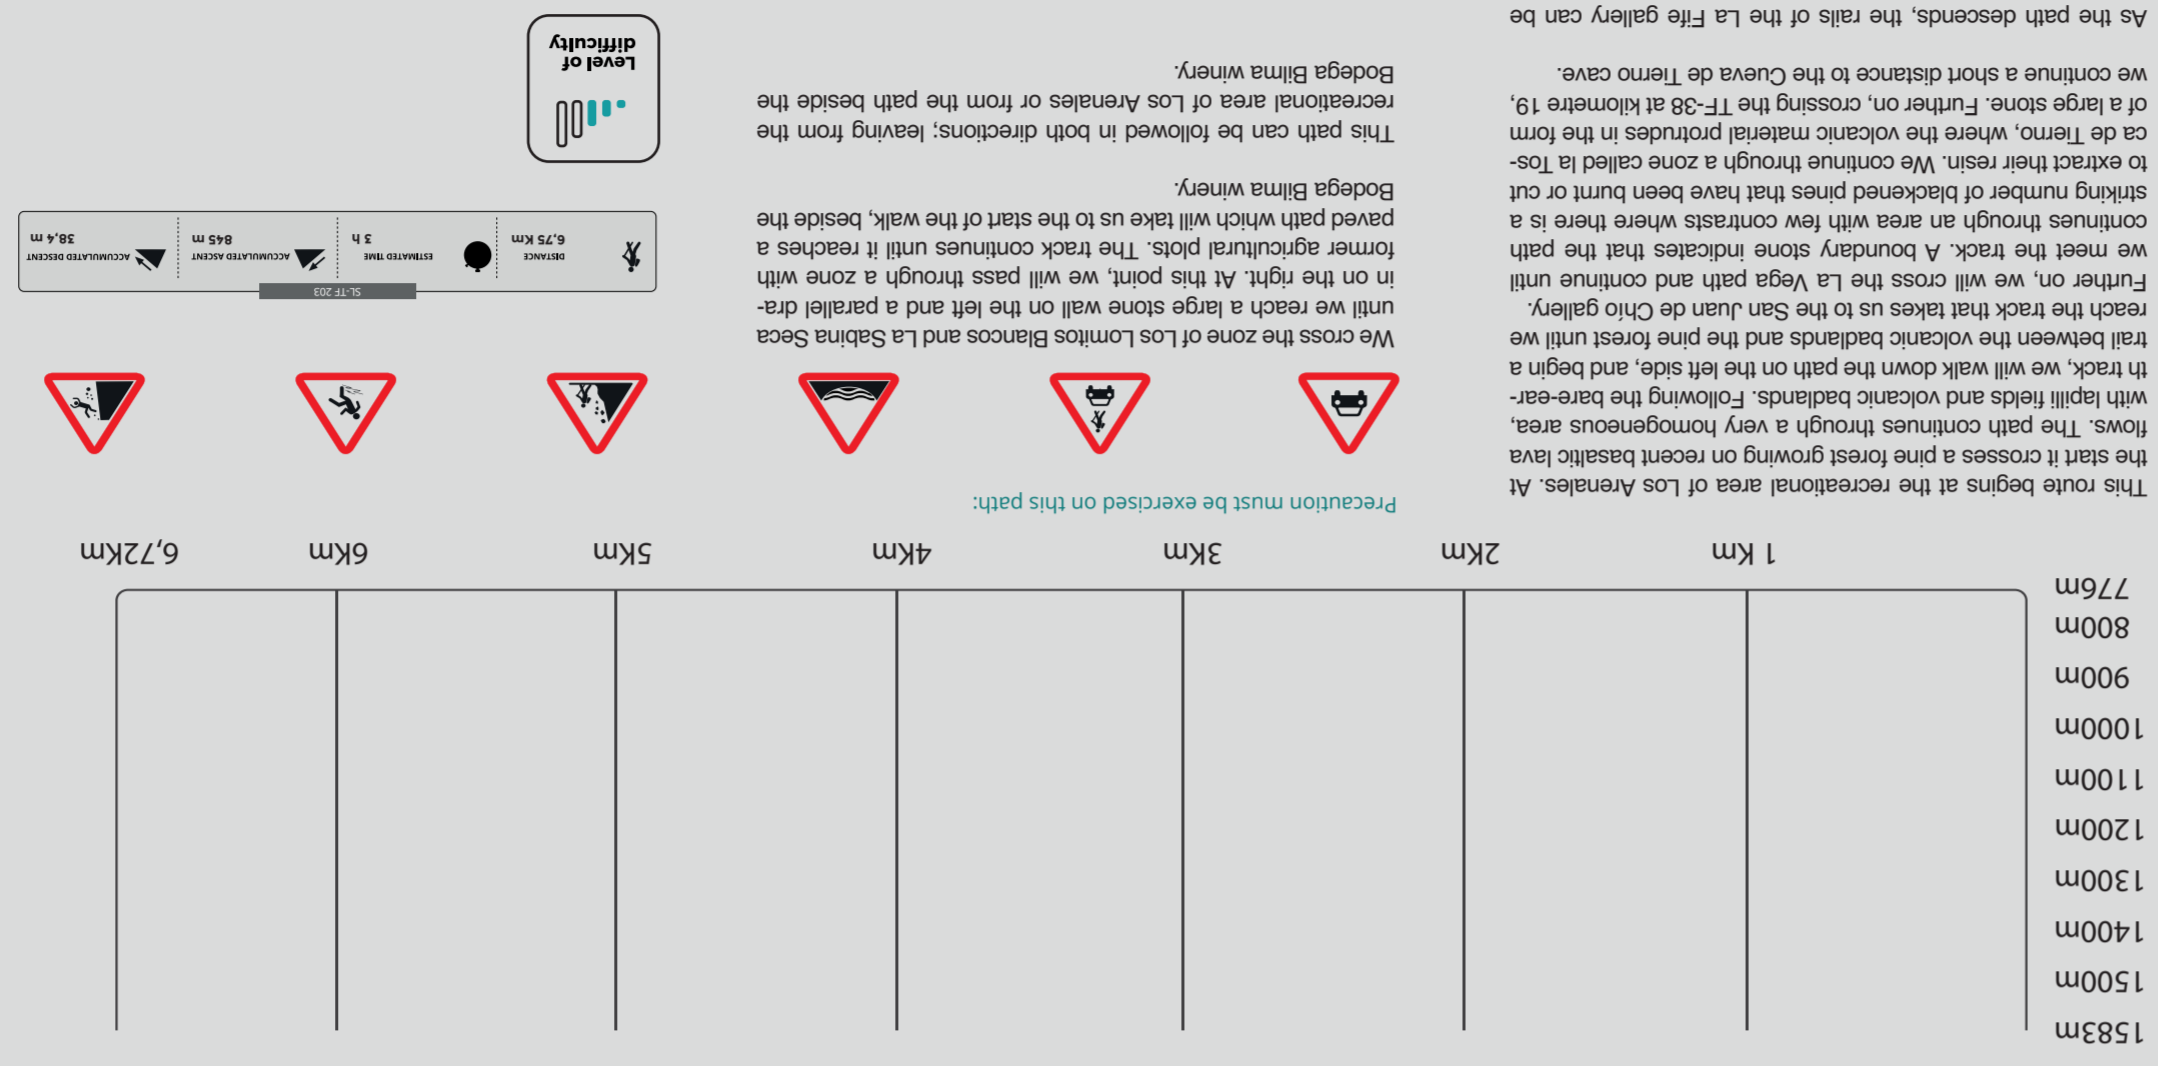 1583m
1500m
1400m
1300m
1200m
1100m
1000m
900m
800m
776m
1 Km
2Km
3Km
4Km
5Km
6Km
6,72Km
This route begins at the recreational area of Los Arenales. At
the start it crosses a pine forest growing on recent basaltic lava
flows. The path continues through a very homogeneous area,
with lapilli fields and volcanic badlands. Following the bare-ear-
th track, we will walk down the path on the left side, and begin a
trail between the volcanic badlands and the pine forest until we
reach the track that takes us to the San Juan de Chío gallery.
Further on, we will cross the La Vega path and continue until
we meet the track. A boundary stone indicates that the path
continues through an area with few contrasts where there is a
striking number of blackened pines that have been burnt or cut
to extract their resin. We continue through a zone called la Tos-
ca de Tierno, where the volcanic material protrudes in the form
of a large stone. Further on, crossing the TF-38 at kilometre 19,
we continue a short distance to the Cueva de Tierno cave.
As the path descends, the rails of the La Fife gallery can be
Precaution must be exercised on this path:
We cross the zone of Los Lomitos Blancos and La Sabina Seca
until we reach a large stone wall on the left and a parallel dra-
in on the right. At this point, we will pass through a zone with
former agricultural plots. The track continues until it reaches a
paved path which will take us to the start of the walk, beside the
Bodega Bilma winery.
This path can be followed in both directions; leaving from the
recreational area of Los Arenales or from the path beside the
Bodega Bilma winery.
SL-TF 203
DISTANCE
6,75 Km
ESTIMATED TIME
3 h
ACCUMULATED ASCENT
845 m
ACCUMULATED DESCENT
38,4 m
Level of
difficulty